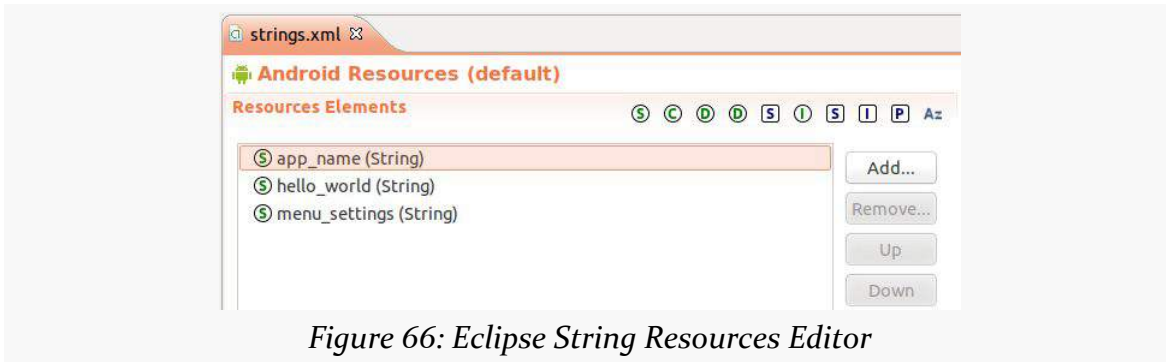 strings.xml
Android Resources (default)
Resources Elements
S C D D S I S I P Az
S app_name (String)
S hello_world (String)
S menu_settings (String)
Add...
Remove...
Up
Down
Figure 66: Eclipse String Resources Editor